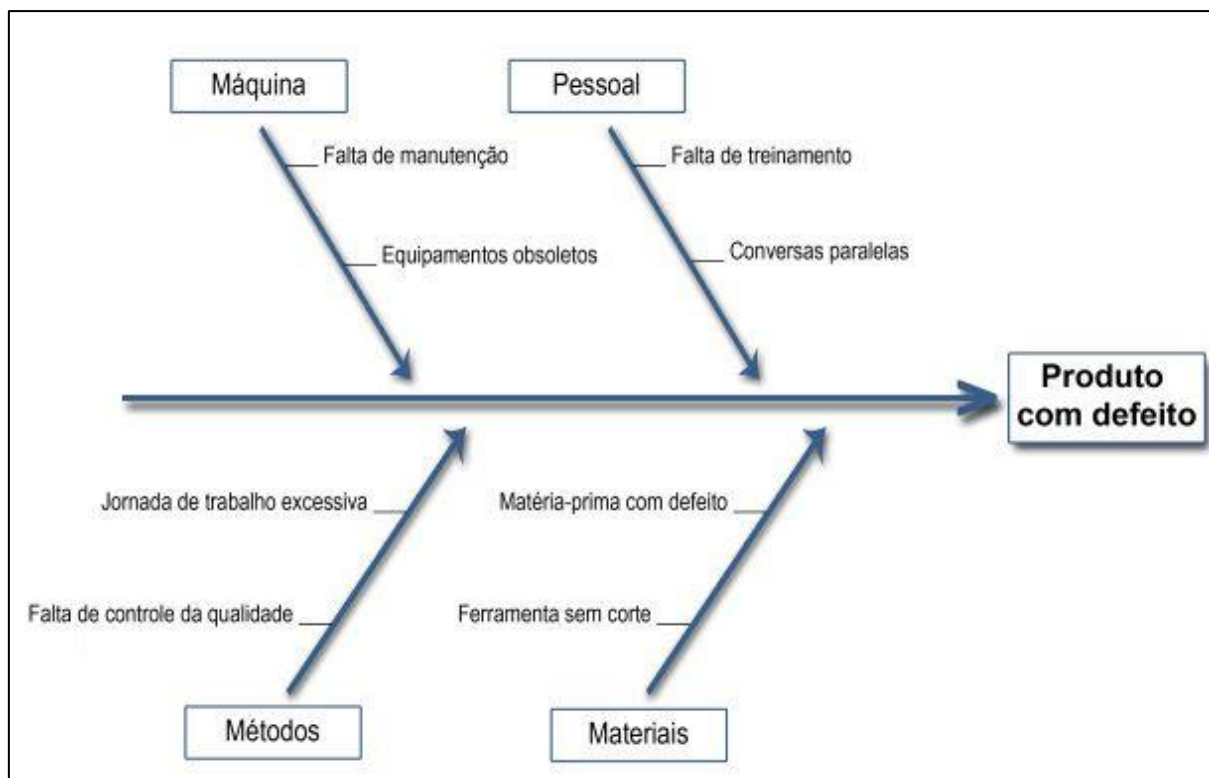 Máquina
Pessoal
Falta de manutenção
Falta de treinamento
Equipamentos obsoletos
Conversas paralelas
Produto
com defeito
Jornada de trabalho excessiva
Matéria-prima com defeito
Falta de controle da qualidade
Ferramenta sem corte
Métodos
Materiais